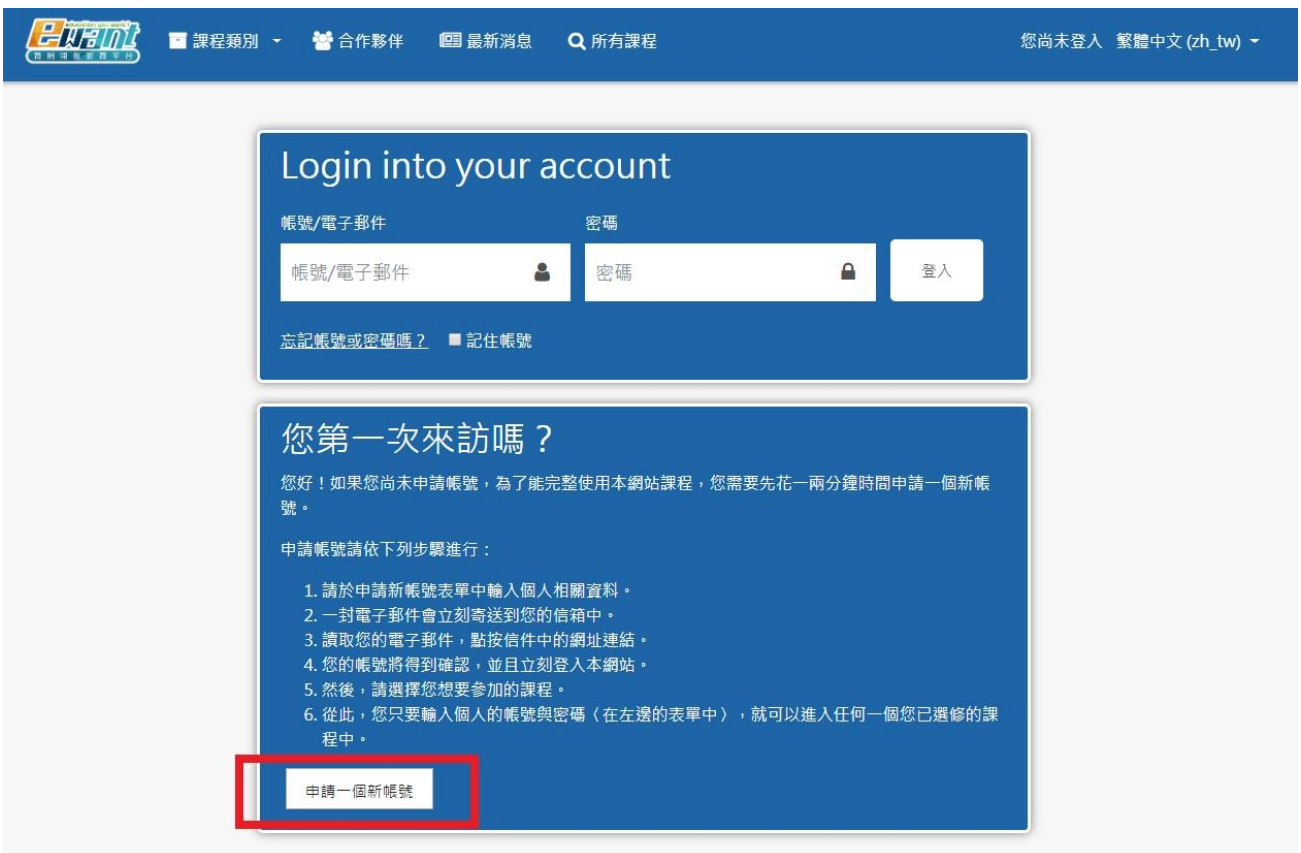 ewant
育網開放教育平台
課程類別 合作夥伴 最新消息 所有課程 您尚未登入 繁體中文 (zh_tw)
Login into your account
帳號/電子郵件 密碼
帳號/電子郵件 密碼 登入
忘記帳號或密碼嗎？ 記住帳號
您第一次來訪嗎？
您好！如果您尚未申請帳號，為了能完整使用本網站課程，您需要先花一兩分鐘時間申請一個新帳
號。
申請帳號請依下列步驟進行：
1. 請於申請新帳號表單中輸入個人相關資料。
2. 一封電子郵件會立刻寄送到您的信箱中。
3. 讀取您的電子郵件，點按信件中的網址連結。
4. 您的帳號將得到確認，並且立刻登入本網站。
5. 然後，請選擇您想要參加的課程。
6. 從此，您只要輸入個人的帳號與密碼〈在左邊的表單中〉，就可以進入任何一個您已選修的課
程中。
申請一個新帳號